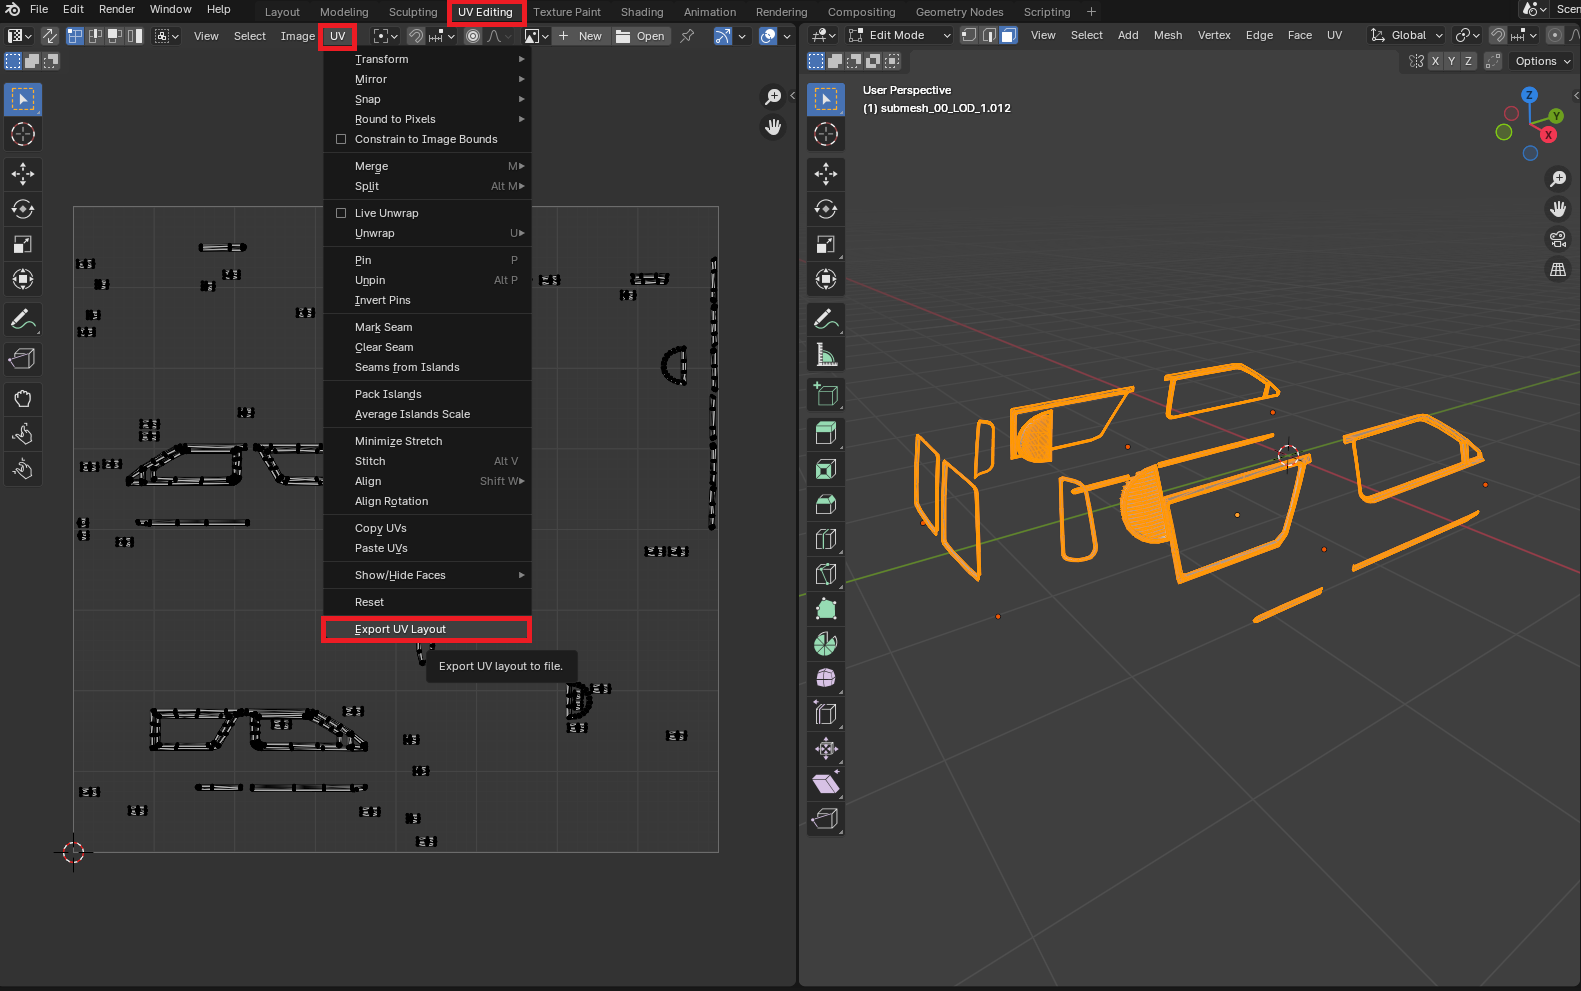 File Edit Render Window Help Layout Modeling Sculpting UV Editing Texture Paint Shading Animation Rendering Compositing Geometry Nodes Scripting + Scen
View Select Image UV New Open
Edit Mode View Select Add Mesh Vertex Edge Face UV Global
X Y Z Options
Transform
Mirror
Snap
Round to Pixels
Constrain to Image Bounds
Merge M
Split Alt M
Live Unwrap
Unwrap U
Pin P
Unpin Alt P
Invert Pins
Mark Seam
Clear Seam
Seams from Islands
Pack Islands
Average Islands Scale
Minimize Stretch
Stitch Alt V
Align Shift W
Align Rotation
Copy UVs
Paste UVs
Show/Hide Faces
Reset
Export UV Layout
Export UV layout to file.
User Perspective
(1) submesh_00_LOD_1.012
Z
Y
X